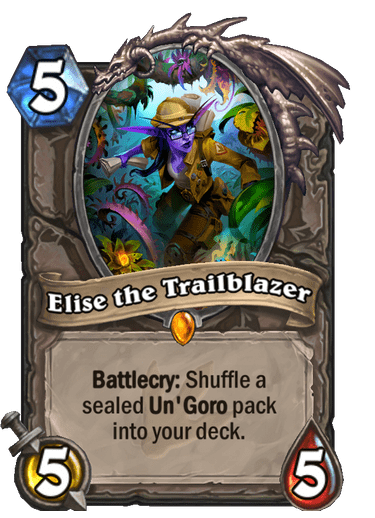 5
Elise the Trailblazer
Battlecry: Shuffle a
sealed Un'Goro pack
into your deck.
5 5